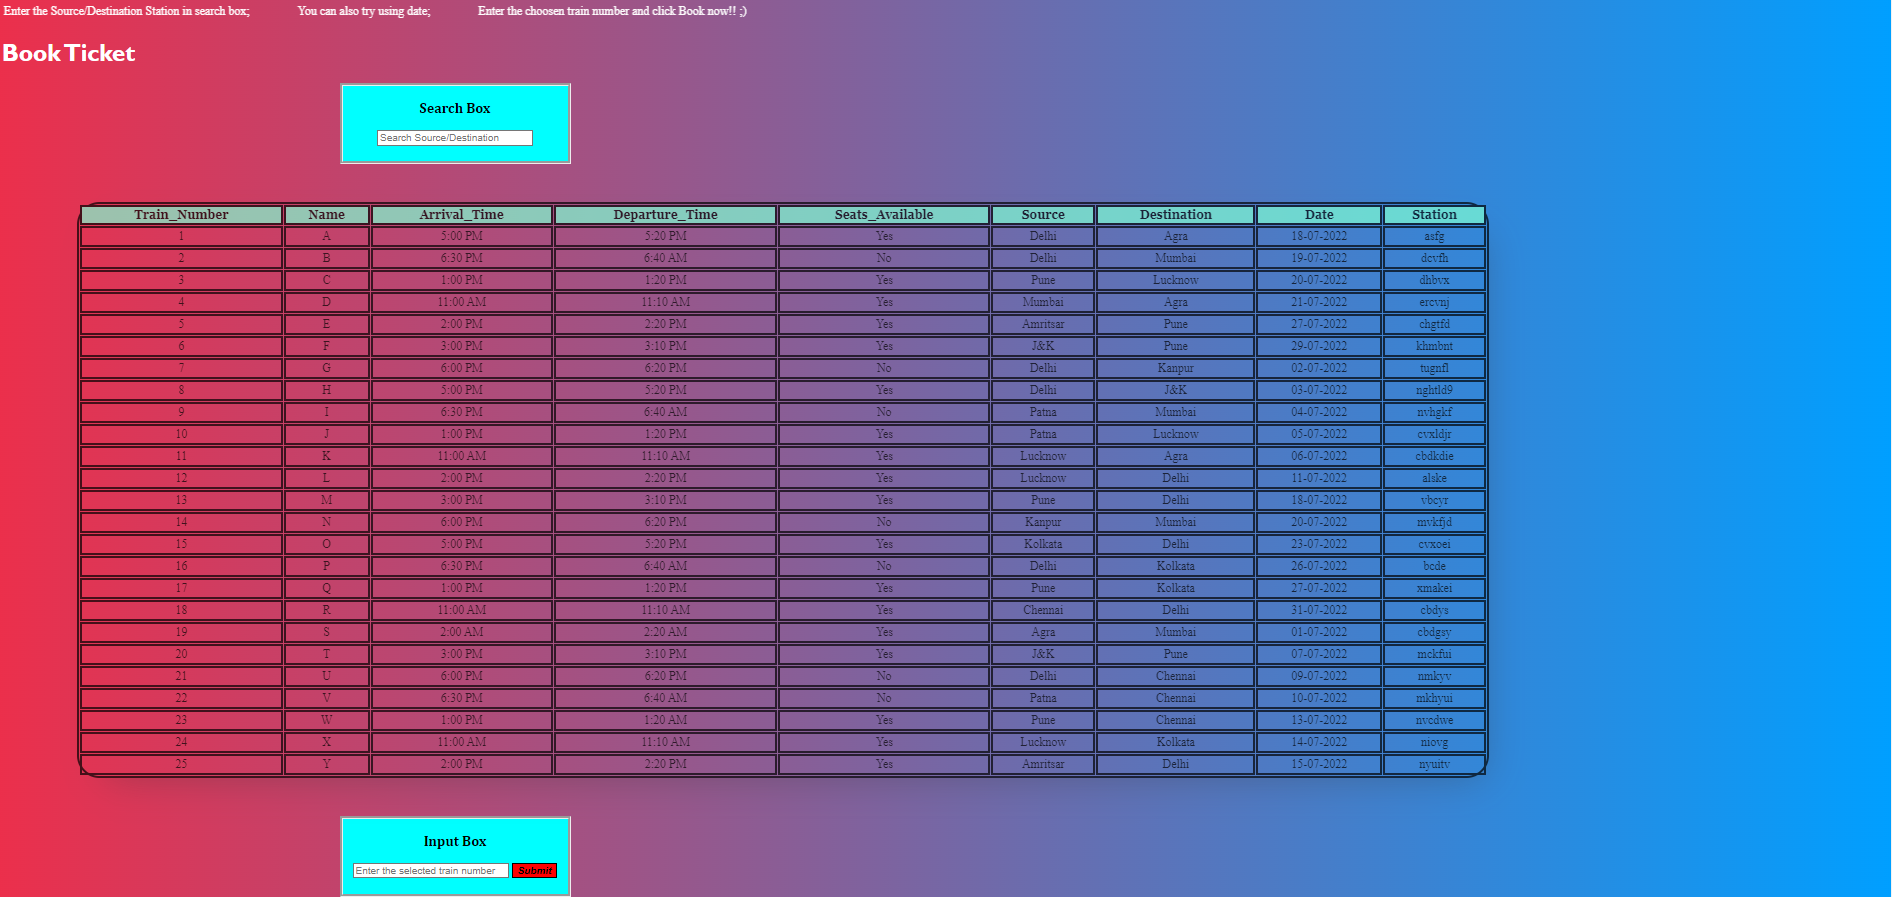 Enter the Source/Destination Station in search box; You can also try using date; Enter the choosen train number and click Book now!! ;)
Book Ticket
Search Box
Search Source/Destination
Train_Number Name Arrival_Time Departure_Time Seats_Available Source Destination Date Station
1 A 5:00 PM 5:20 PM Yes Delhi Agra 18-07-2022 asfg
2 B 6:30 PM 6:40 AM No Delhi Mumbai 19-07-2022 dcvfh
3 C 1:00 PM 1:20 PM Yes Pune Lucknow 20-07-2022 dhbvx
4 D 11:00 AM 11:10 AM Yes Mumbai Agra 21-07-2022 ercvnj
5 E 2:00 PM 2:20 PM Yes Amritsar Pune 27-07-2022 chgtfd
6 F 3:00 PM 3:10 PM Yes J&K Pune 29-07-2022 khmbnt
7 G 6:00 PM 6:20 PM No Delhi Kanpur 02-07-2022 tugnfl
8 H 5:00 PM 5:20 PM Yes Delhi J&K 03-07-2022 nghtld9
9 I 6:30 PM 6:40 AM No Patna Mumbai 04-07-2022 nvhgkf
10 J 1:00 PM 1:20 PM Yes Patna Lucknow 05-07-2022 cvxldjr
11 K 11:00 AM 11:10 AM Yes Lucknow Agra 06-07-2022 cbdkdie
12 L 2:00 PM 2:20 PM Yes Lucknow Delhi 11-07-2022 alske
13 M 3:00 PM 3:10 PM Yes Pune Delhi 18-07-2022 vbcyr
14 N 6:00 PM 6:20 PM No Kanpur Mumbai 20-07-2022 mvkfjd
15 O 5:00 PM 5:20 PM Yes Kolkata Delhi 23-07-2022 cvxoei
16 P 6:30 PM 6:40 AM No Delhi Kolkata 26-07-2022 bcde
17 Q 1:00 PM 1:20 PM Yes Pune Kolkata 27-07-2022 xmakei
18 R 11:00 AM 11:10 AM Yes Chennai Delhi 31-07-2022 cbdys
19 S 2:00 AM 2:20 AM Yes Agra Mumbai 01-07-2022 cbdgsy
20 T 3:00 PM 3:10 PM Yes J&K Pune 07-07-2022 mckfui
21 U 6:00 PM 6:20 PM No Delhi Chennai 09-07-2022 nmkyv
22 V 6:30 PM 6:40 AM No Patna Chennai 10-07-2022 mkhyui
23 W 1:00 PM 1:20 AM Yes Pune Chennai 13-07-2022 nvcdwe
24 X 11:00 AM 11:10 AM Yes Lucknow Kolkata 14-07-2022 niovg
25 Y 2:00 PM 2:20 PM Yes Amritsar Delhi 15-07-2022 nyuitv
Input Box
Enter the selected train number Submit